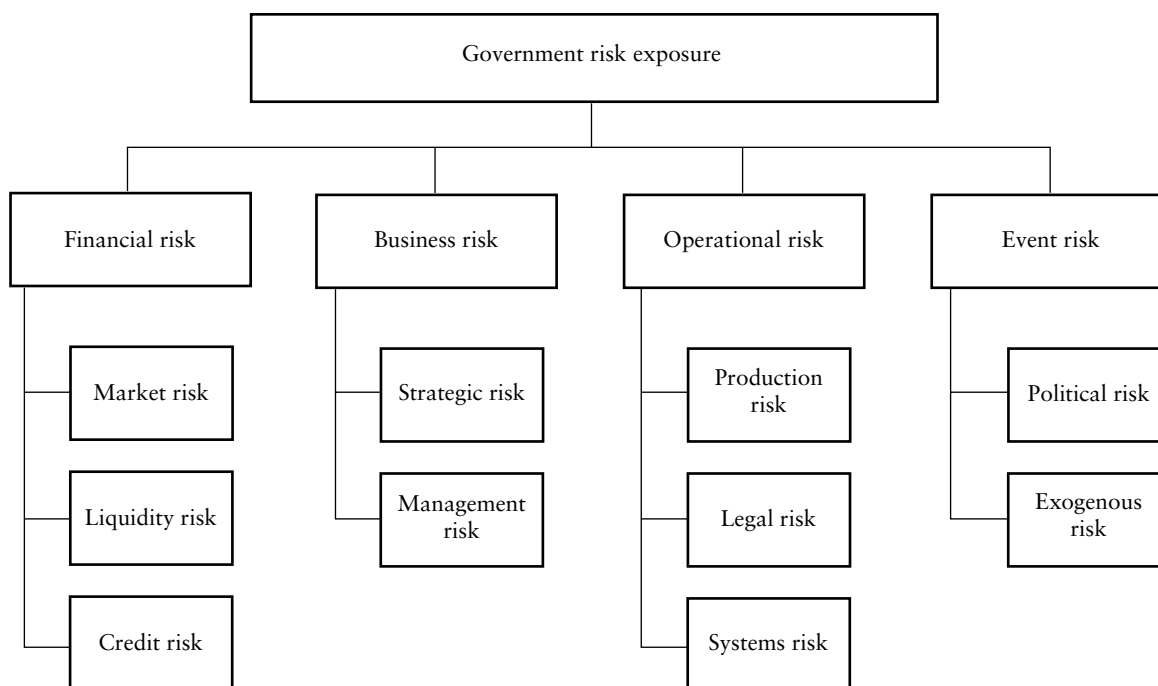 Government risk exposure
Financial risk
Business risk
Operational risk
Event risk
Market risk
Strategic risk
Production
risk
Political risk
Liquidity risk
Management
risk
Legal risk
Exogenous
risk
Credit risk
Systems risk